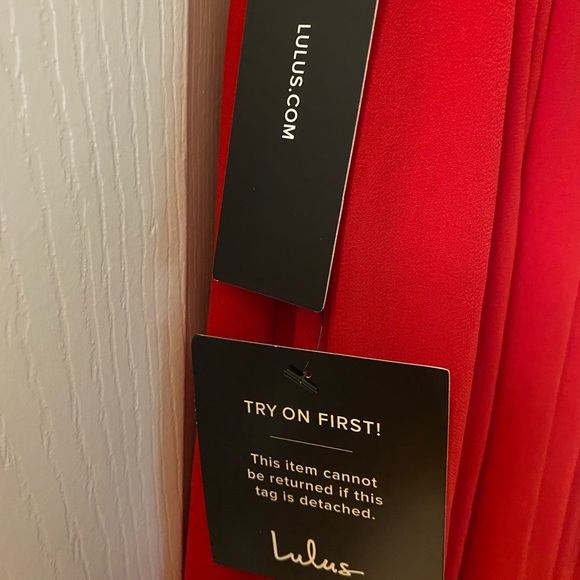 LULUS.COM
TRY ON FIRST!
This item cannot
be returned if this
tag is detached.
Lulus